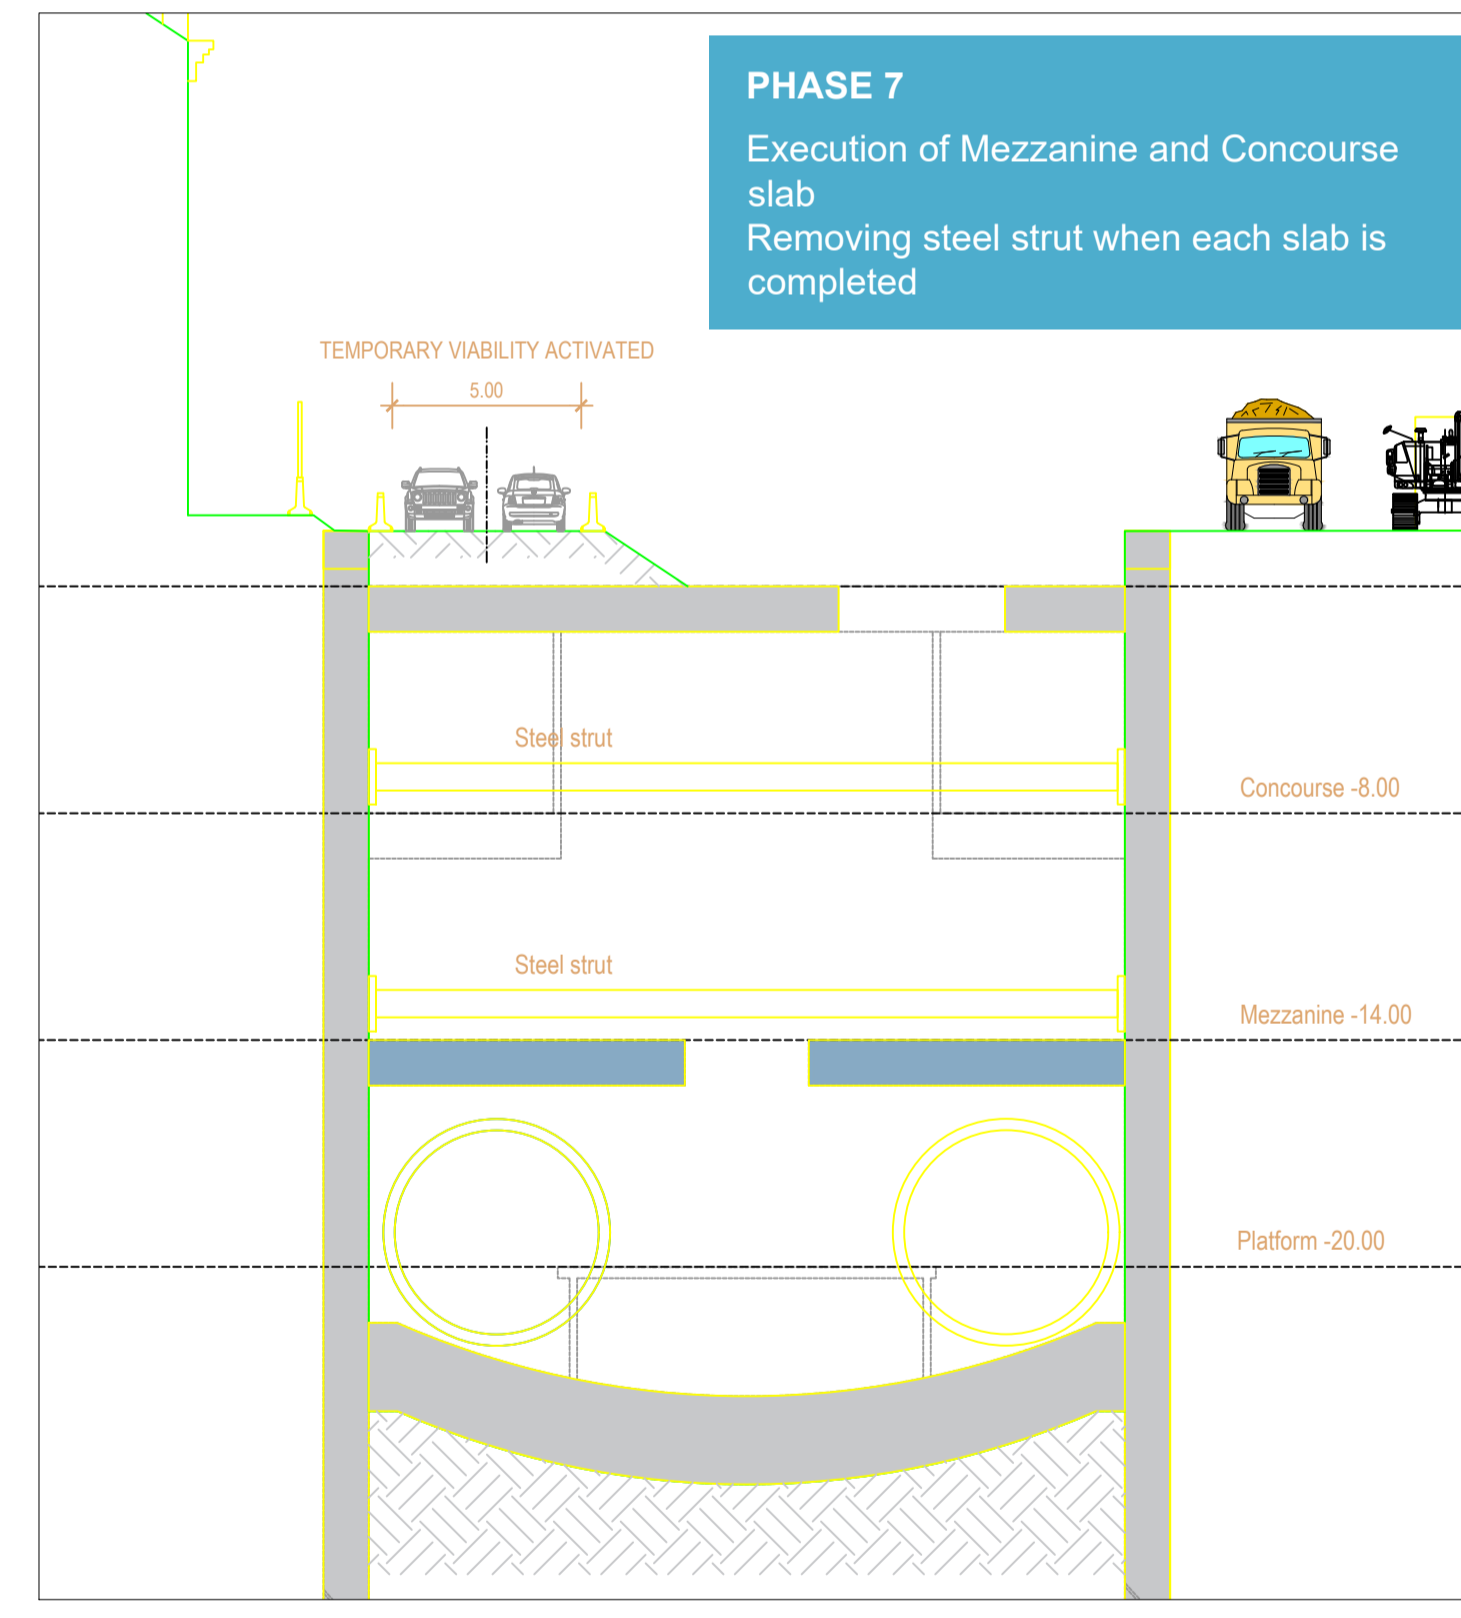 PHASE 7
Execution of Mezzanine and Concourse
slab
Removing steel strut when each slab is
completed
TEMPORARY VIABILITY ACTIVATED
5.00
Steel strut
Concourse -8.00
Steel strut
Mezzanine -14.00
Platform -20.00